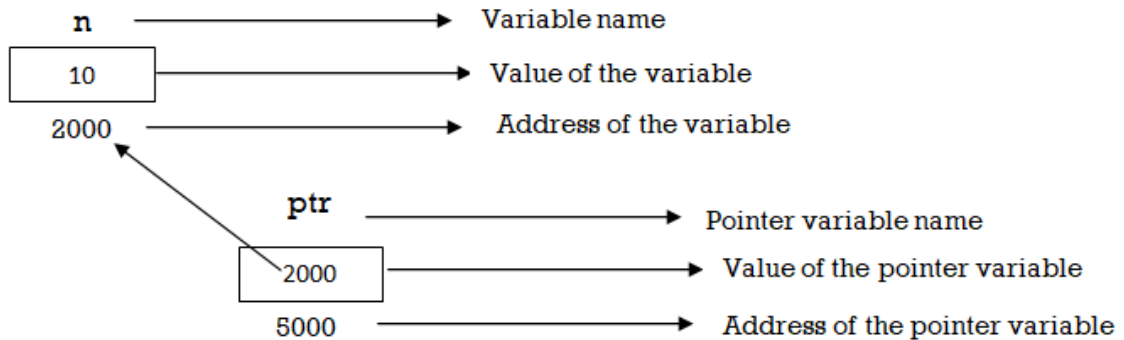 n Variable name
10 Value of the variable
2000 Address of the variable
ptr Pointer variable name
2000 Value of the pointer variable
5000 Address of the pointer variable